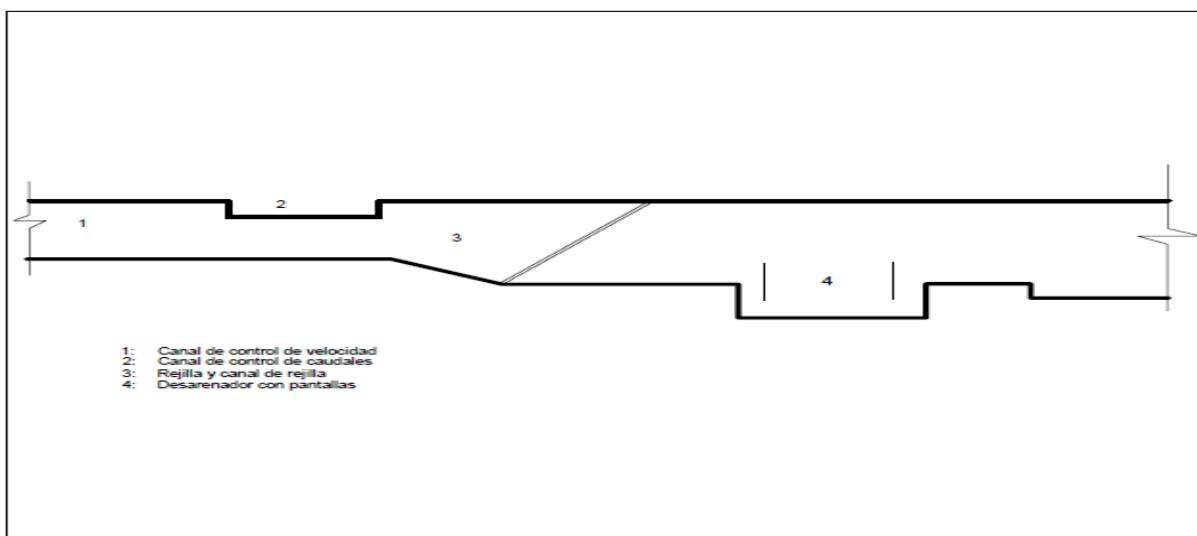 2
1
3
4
1: Canal de control de velocidad
2: Canal de control de caudales
3: Rejilla y canal de rejilla
4: Desarenador con pantallas